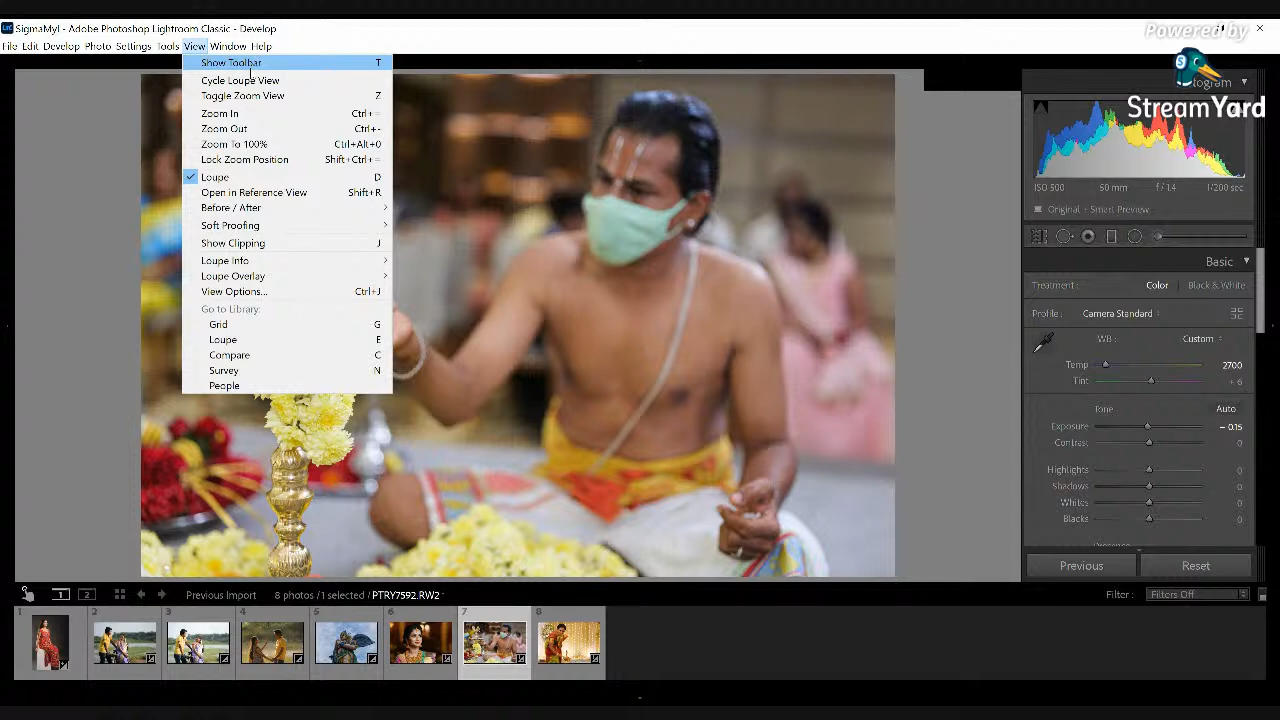 Powered by
StreamYard
SigmaMyl - Adobe Photoshop Lightroom Classic - Develop
File Edit Develop Photo Settings Tools View Window Help
Show Toolbar T
Cycle Loupe View
Toggle Zoom View Z
Zoom In Ctrl+=
Zoom Out Ctrl+-
Zoom To 100% Ctrl+Alt+0
Lock Zoom Position Shift+Ctrl+=
Loupe D
Open in Reference View Shift+R
Before / After
Soft Proofing
Show Clipping J
Loupe Info
Loupe Overlay
View Options... Ctrl+J
Go to Library:
Grid G
Loupe E
Compare C
Survey N
People
ISO 500 50 mm f / 1.4 1/200 sec
Original + Smart Preview
Basic
Treatment : Color Black & White
Profile : Camera Standard
WB : Custom
Temp 2700
Tint + 6
Tone Auto
Exposure - 0.15
Contrast 0
Highlights 0
Shadows 0
Whites 0
Blacks 0
Previous Reset
1 2 Previous Import 8 photos / 1 selected / PTRY7592.RW2 Filter : Filters Off
1 2 3 4 5 6 7 8